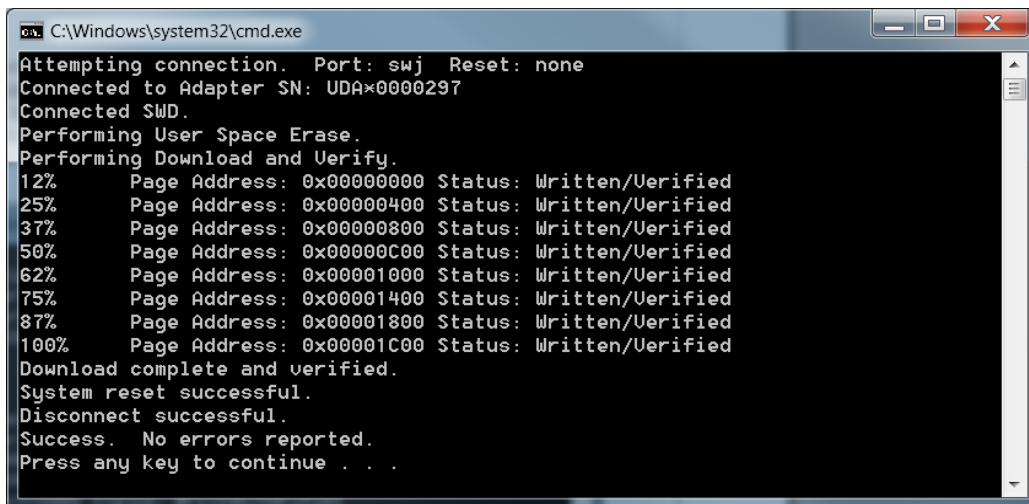 C:\Windows\system32\cmd.exe
Attempting connection.  Port: swj  Reset: none
Connected to Adapter SN: UDA*0000297
Connected SWD.
Performing User Space Erase.
Performing Download and Verify.
12%      Page Address: 0x00000000 Status: Written/Verified
25%      Page Address: 0x00000400 Status: Written/Verified
37%      Page Address: 0x00000800 Status: Written/Verified
50%      Page Address: 0x00000C00 Status: Written/Verified
62%      Page Address: 0x00001000 Status: Written/Verified
75%      Page Address: 0x00001400 Status: Written/Verified
87%      Page Address: 0x00001800 Status: Written/Verified
100%     Page Address: 0x00001C00 Status: Written/Verified
Download complete and verified.
System reset successful.
Disconnect successful.
Success.  No errors reported.
Press any key to continue . . .